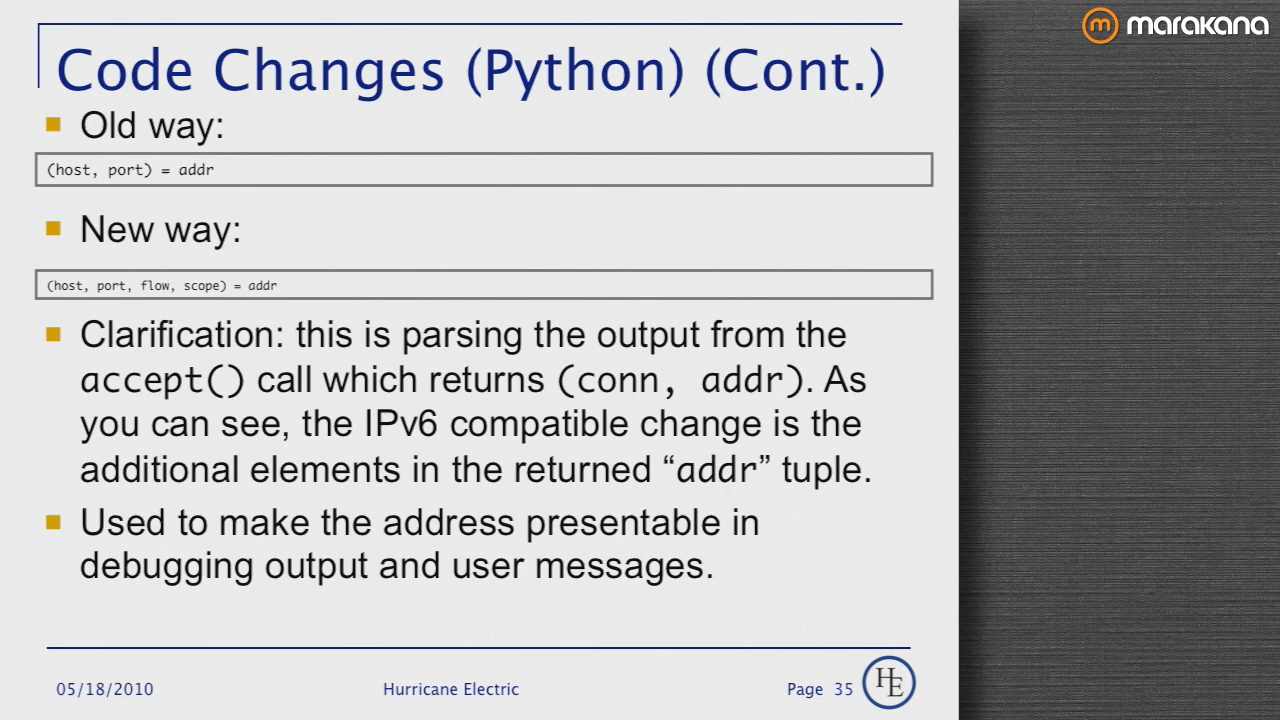 marakana
Code Changes (Python) (Cont.)
Old way:
(host, port) = addr
New way:
(host, port, flow, scope) = addr
Clarification: this is parsing the output from the
accept() call which returns (conn, addr). As
you can see, the IPv6 compatible change is the
additional elements in the returned “addr” tuple.
Used to make the address presentable in
debugging output and user messages.
05/18/2010
Hurricane Electric
Page 35
HE